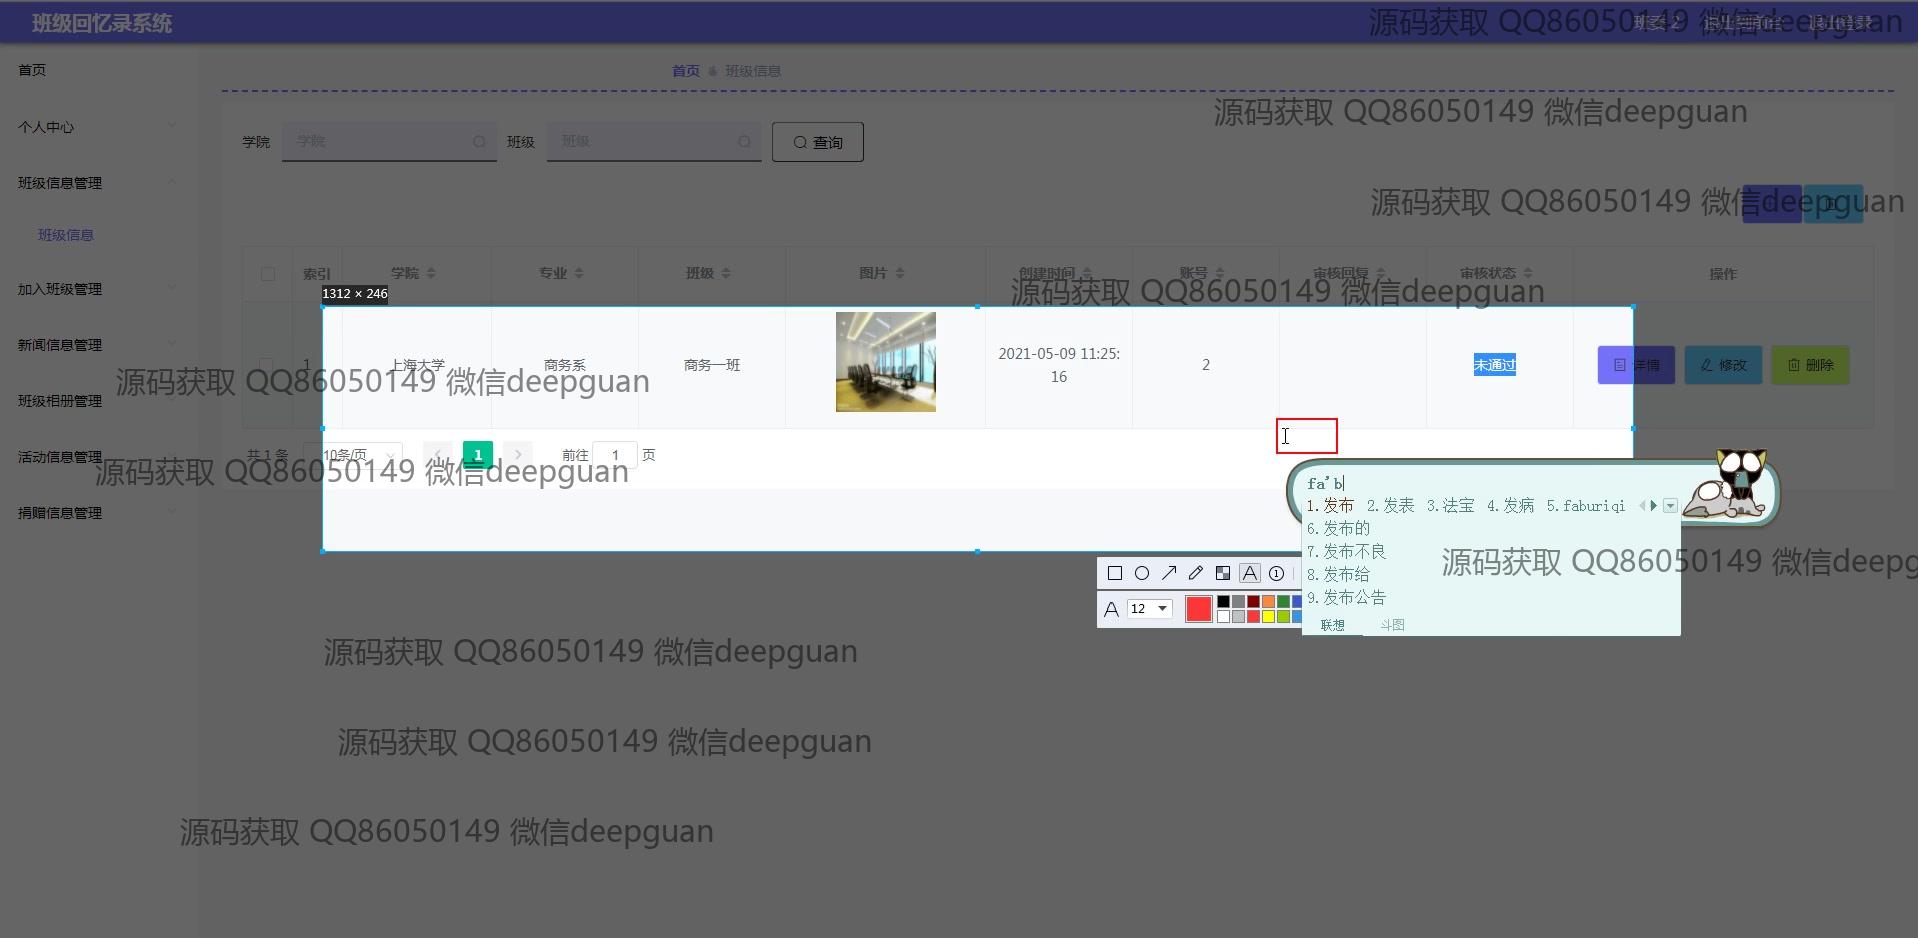 班级回忆录系统
源码获取 QQ86050149 微信deepguan
班委 2 退出到前台 退出登录
首页
首页 班级信息
个人中心
源码获取 QQ86050149 微信deepguan
学院 学院 班级 班级 查询
班级信息管理
源码获取 QQ86050149 微信deepguan
班级信息
索引 学院 专业 班级 图片 创建时间 账号 审核回复 审核状态 操作
加入班级管理
1312 × 246
源码获取 QQ86050149 微信deepguan
新闻信息管理
1 上海大学 商务系 商务一班 2021-05-09 11:25:
16 2 未通过 详情 修改 删除
源码获取 QQ86050149 微信deepguan
班级相册管理
活动信息管理
共 1 条 10条/页 1 前往 1 页
源码获取 QQ86050149 微信deepguan
捐赠信息管理
fa'b
1.发布 2.发表 3.法宝 4.发病 5.faburiqi
6.发布的
7.发布不良
8.发布给
9.发布公告
联想 斗图
源码获取 QQ86050149 微信deepg
A 1
A 12
源码获取 QQ86050149 微信deepguan
源码获取 QQ86050149 微信deepguan
源码获取 QQ86050149 微信deepguan